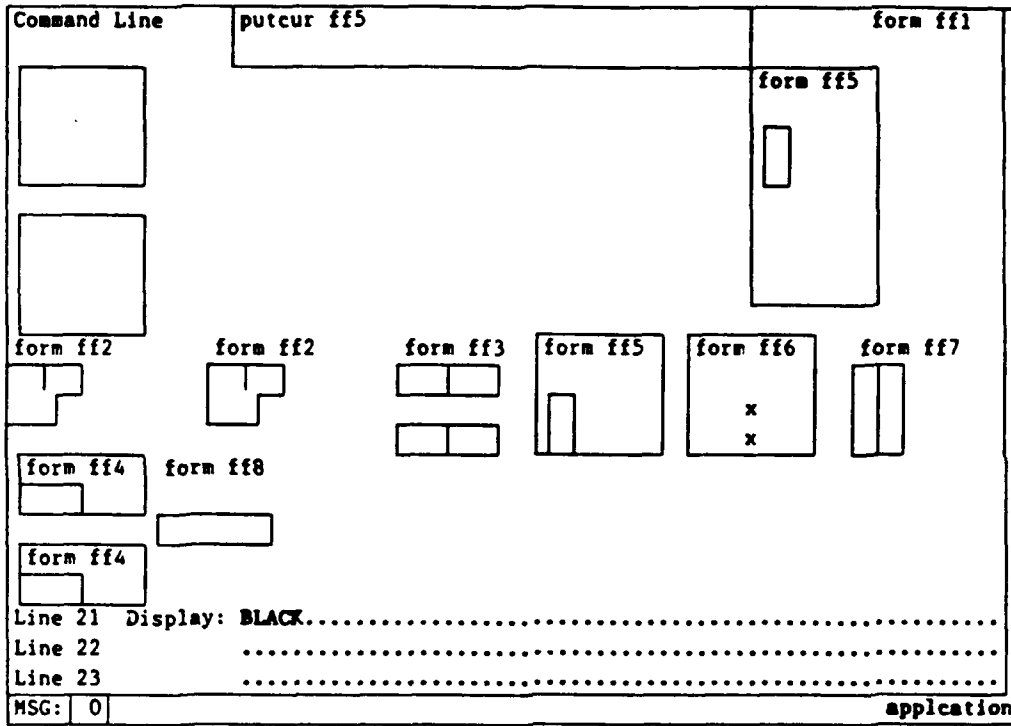 Command Line putcur ff5 form ff1
form ff5
form ff2 form ff2 form ff3 form ff5 form ff6 form ff7
x
x
form ff4 form ff8
form ff4
Line 21 Display: BLACK............................................................
Line 22 ............................................................
Line 23 ............................................................
MSG: 0 applcation